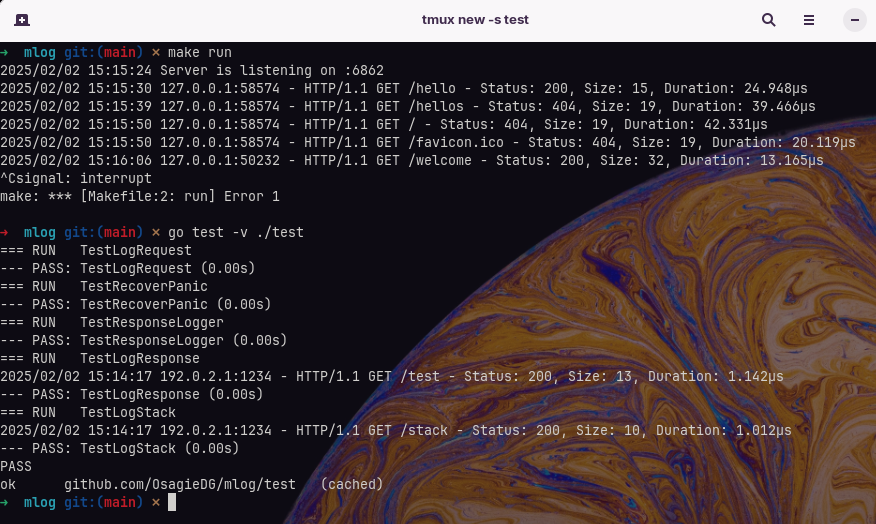 tmux new -s test
➜  mlog git:(main) ✗ make run
2025/02/02 15:15:24 Server is listening on :6862
2025/02/02 15:15:30 127.0.0.1:58574 - HTTP/1.1 GET /hello - Status: 200, Size: 15, Duration: 24.948µs
2025/02/02 15:15:39 127.0.0.1:58574 - HTTP/1.1 GET /hellos - Status: 404, Size: 19, Duration: 39.466µs
2025/02/02 15:15:50 127.0.0.1:58574 - HTTP/1.1 GET / - Status: 404, Size: 19, Duration: 42.331µs
2025/02/02 15:15:50 127.0.0.1:58574 - HTTP/1.1 GET /favicon.ico - Status: 404, Size: 19, Duration: 20.119µs
2025/02/02 15:16:06 127.0.0.1:50232 - HTTP/1.1 GET /welcome - Status: 200, Size: 32, Duration: 13.165µs
^Csignal: interrupt
make: *** [Makefile:2: run] Error 1
➜  mlog git:(main) ✗ go test -v ./test
=== RUN   TestLogRequest
--- PASS: TestLogRequest (0.00s)
=== RUN   TestRecoverPanic
--- PASS: TestRecoverPanic (0.00s)
=== RUN   TestResponseLogger
--- PASS: TestResponseLogger (0.00s)
=== RUN   TestLogResponse
2025/02/02 15:14:17 192.0.2.1:1234 - HTTP/1.1 GET /test - Status: 200, Size: 13, Duration: 1.142µs
--- PASS: TestLogResponse (0.00s)
=== RUN   TestLogStack
2025/02/02 15:14:17 192.0.2.1:1234 - HTTP/1.1 GET /stack - Status: 200, Size: 10, Duration: 1.012µs
--- PASS: TestLogStack (0.00s)
PASS
ok      github.com/OsagieDG/mlog/test   (cached)
➜  mlog git:(main) ✗